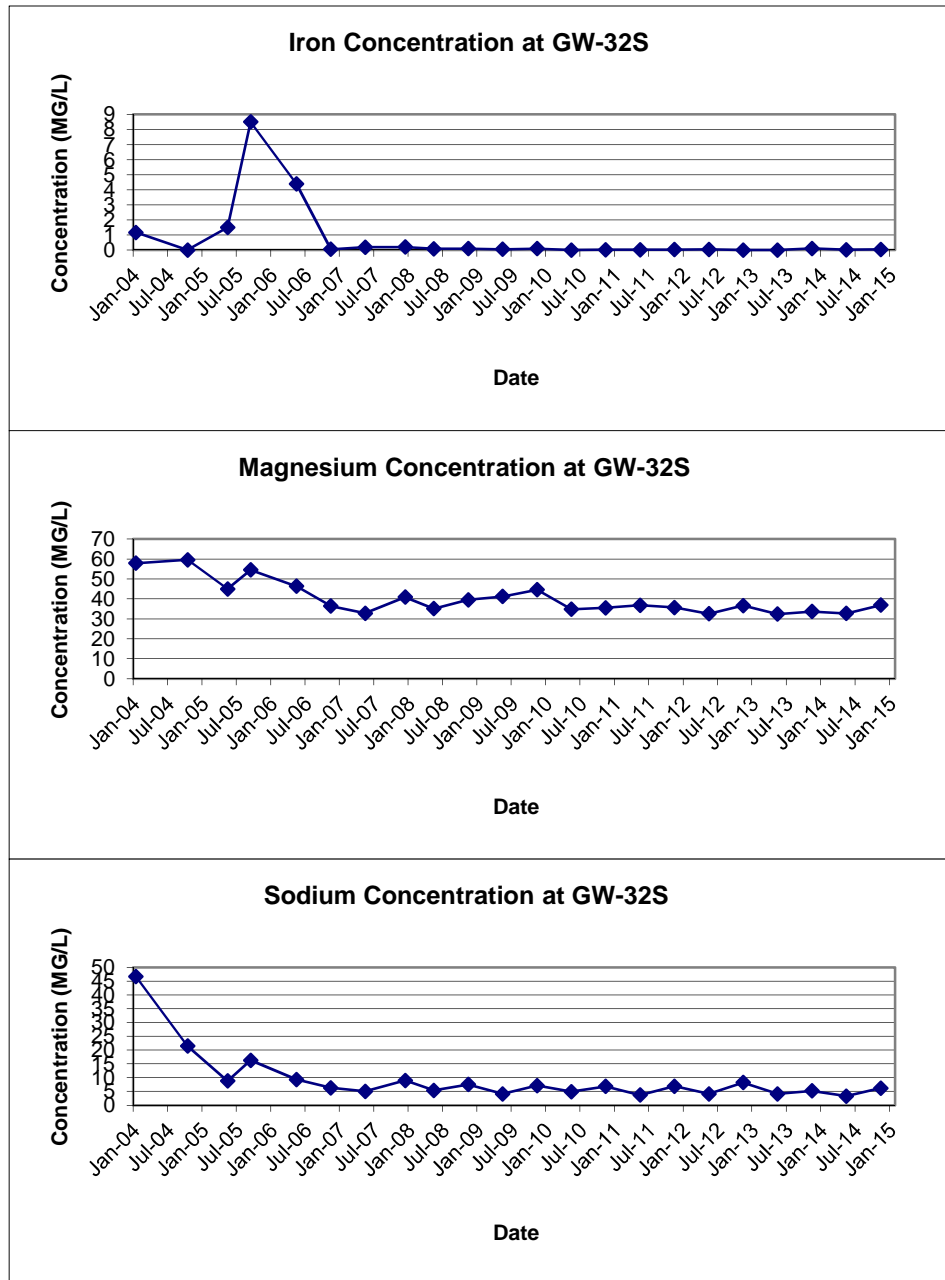 Iron Concentration at GW-32S
Concentration (MG/L)
9
8
7
6
5
4
3
2
1
0
Jan-04
Jul-04
Jan-05
Jul-05
Jan-06
Jul-06
Jan-07
Jul-07
Jan-08
Jul-08
Jan-09
Jul-09
Jan-10
Jul-10
Jan-11
Jul-11
Jan-12
Jul-12
Jan-13
Jul-13
Jan-14
Jul-14
Jan-15
Date
Magnesium Concentration at GW-32S
Concentration (MG/L)
70
60
50
40
30
20
10
0
Jan-04
Jul-04
Jan-05
Jul-05
Jan-06
Jul-06
Jan-07
Jul-07
Jan-08
Jul-08
Jan-09
Jul-09
Jan-10
Jul-10
Jan-11
Jul-11
Jan-12
Jul-12
Jan-13
Jul-13
Jan-14
Jul-14
Jan-15
Date
Sodium Concentration at GW-32S
Concentration (MG/L)
50
45
40
35
30
25
20
15
10
5
0
Jan-04
Jul-04
Jan-05
Jul-05
Jan-06
Jul-06
Jan-07
Jul-07
Jan-08
Jul-08
Jan-09
Jul-09
Jan-10
Jul-10
Jan-11
Jul-11
Jan-12
Jul-12
Jan-13
Jul-13
Jan-14
Jul-14
Jan-15
Date